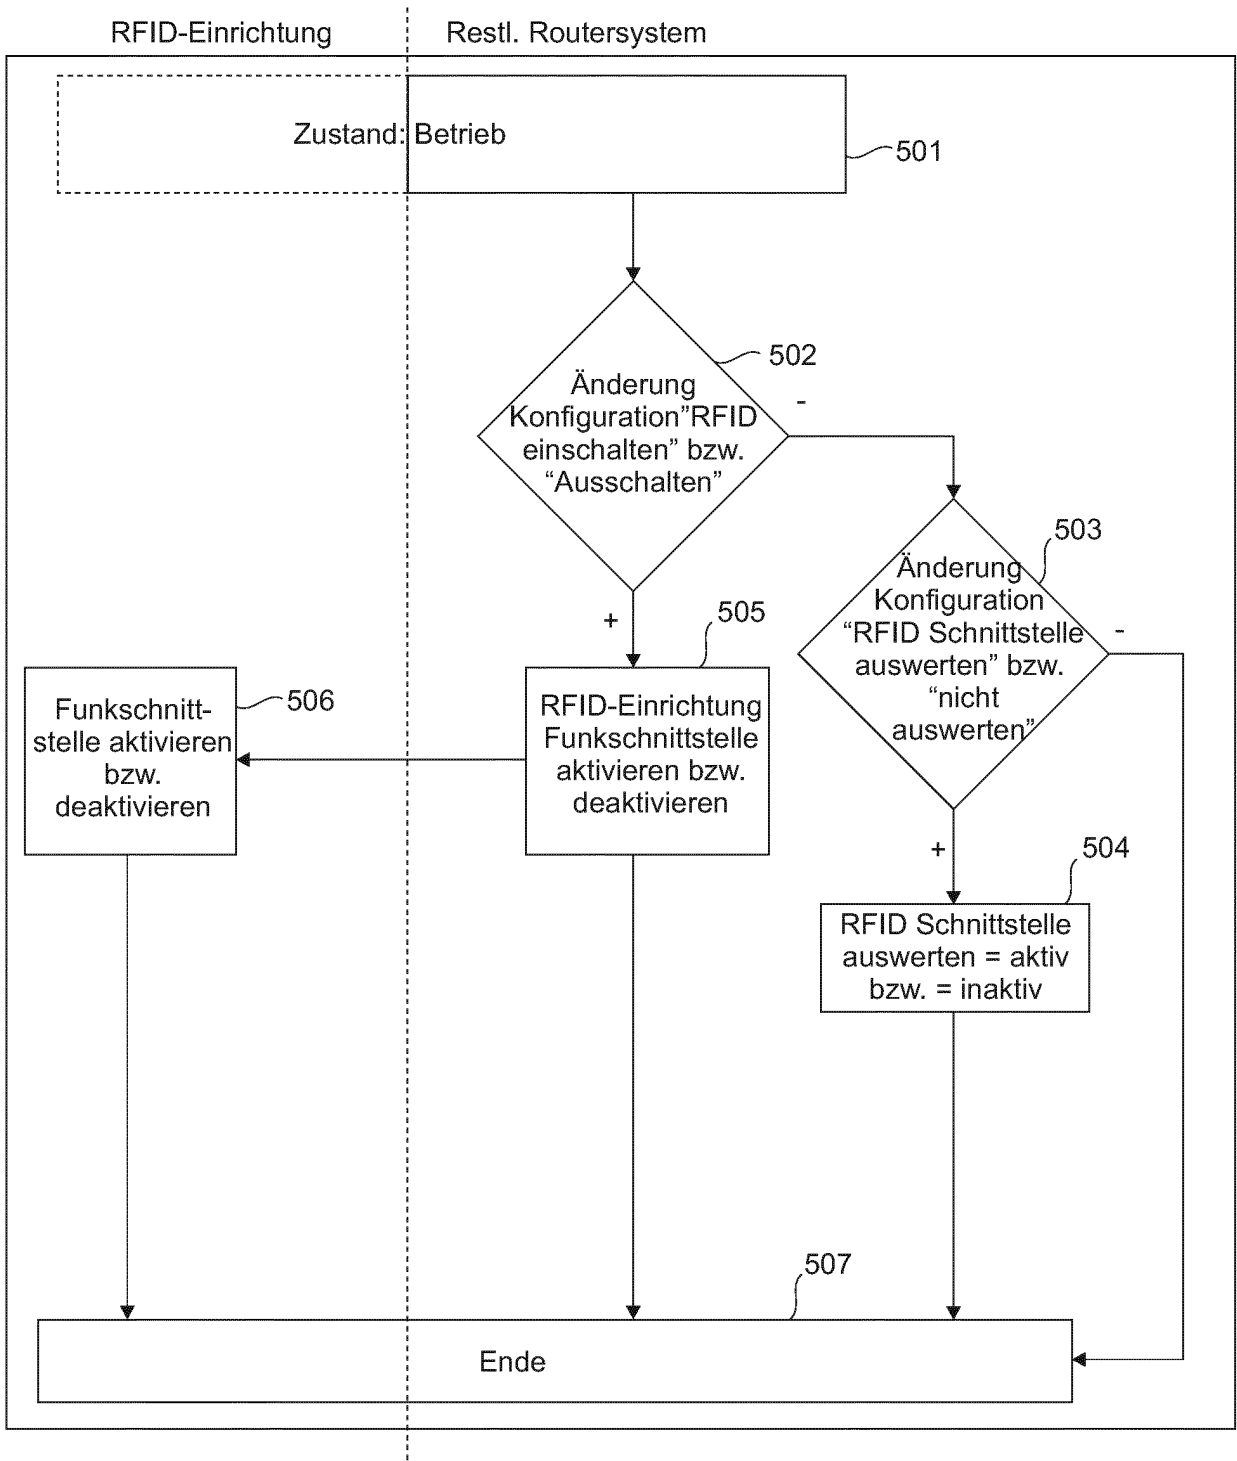 RFID-Einrichtung
Restl. Routersystem
Zustand: Betrieb
501
502
Änderung
Konfiguration”RFID
einschalten” bzw.
“Ausschalten”
-
503
Änderung
Konfiguration
“RFID Schnittstelle
auswerten” bzw.
“nicht
auswerten”
-
+
505
RFID-Einrichtung
Funkschnittstelle
aktivieren bzw.
deaktivieren
506
Funkschnitt-
stelle aktivieren
bzw.
deaktivieren
+
504
RFID Schnittstelle
auswerten = aktiv
bzw. = inaktiv
507
Ende